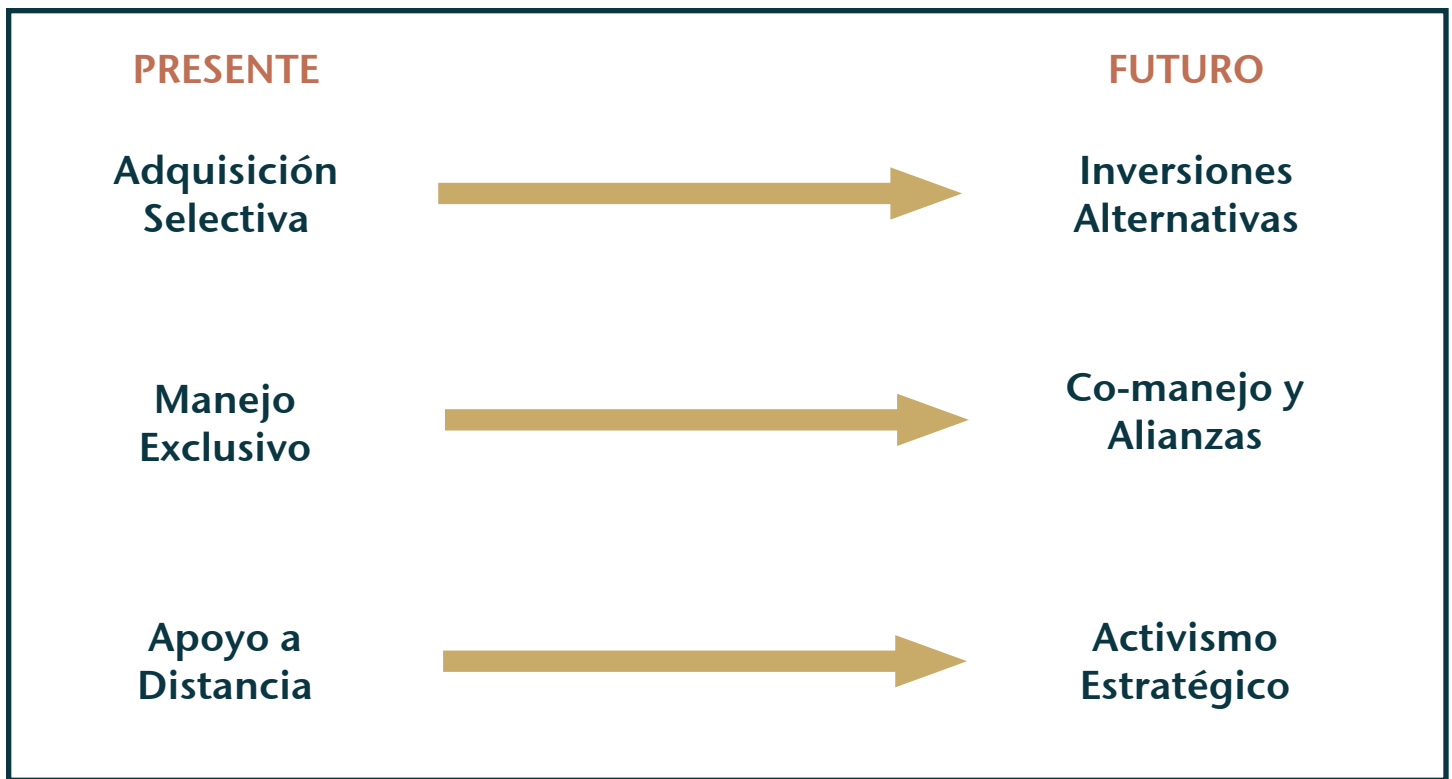 PRESENTE
FUTURO
Adquisición
Selectiva
Inversiones
Alternativas
Manejo
Exclusivo
Co-manejo y
Alianzas
Apoyo a
Distancia
Activismo
Estratégico